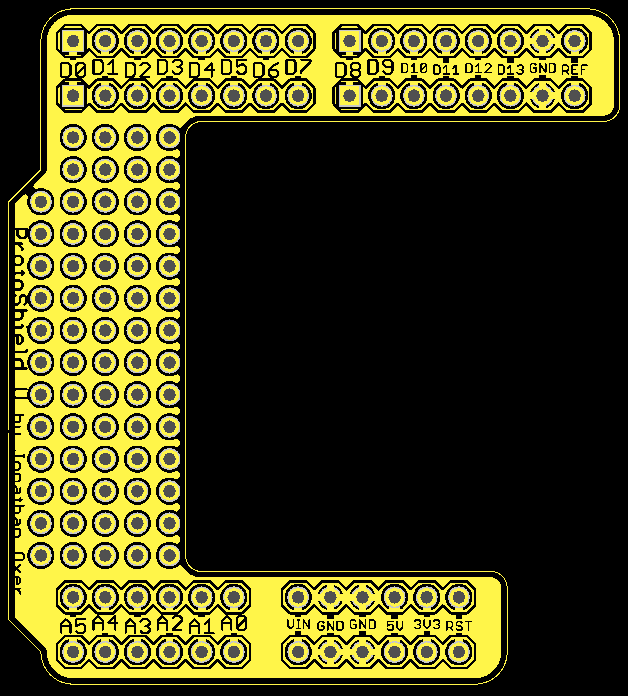 D0 D1 D2 D3 D4 D5 D6 D7 D8 D9 D10 D11 D12 D13 GND REF
ProtoShield U by Jonathan Oxer
A5 A4 A3 A2 A1 A0 VIN GND GND 5V 3V3 RST